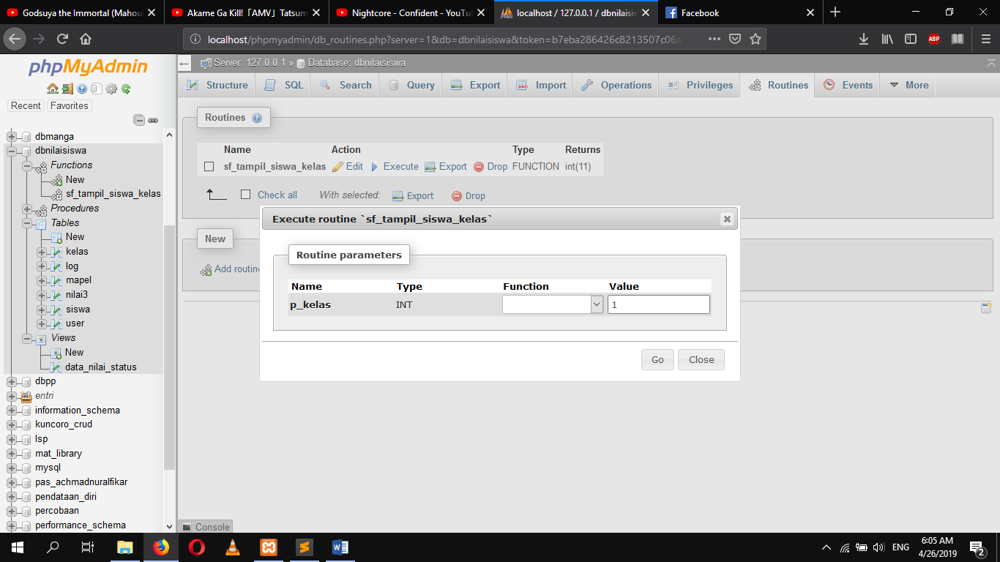 Godsuya the Immortal (Mahou
Akame Ga Kill!「AMV」Tatsum
Nightcore - Confident - YouTu
localhost / 127.0.0.1 / dbnilaisis
Facebook
localhost/phpmyadmin/db_routines.php?server=1&db=dbnilaisiswa&token=b7eba286426c8213507c06a
ABP
phpMyAdmin
Recent
Favorites
dbmanga
dbnilaisiswa
Functions
New
sf_tampil_siswa_kelas
Procedures
Tables
New
kelas
log
mapel
nilai3
siswa
user
Views
New
data_nilai_status
dbpp
entri
information_schema
kuncoro_crud
lsp
mat_library
mysql
pas_achmadnuralfikar
pendataan_diri
percobaan
performance_schema
Server: 127.0.0.1 » Database: dbnilaisiswa
Structure
SQL
Search
Query
Export
Import
Operations
Privileges
Routines
Events
More
Routines
Name Action Type Returns
sf_tampil_siswa_kelas Edit Execute Export Drop FUNCTION int(11)
Check all With selected: Export Drop
New
Add routin
Execute routine `sf_tampil_siswa_kelas`
Routine parameters
Name Type Function Value
p_kelas INT 1
Go
Close
Console
ENG
6:05 AM
4/26/2019
2